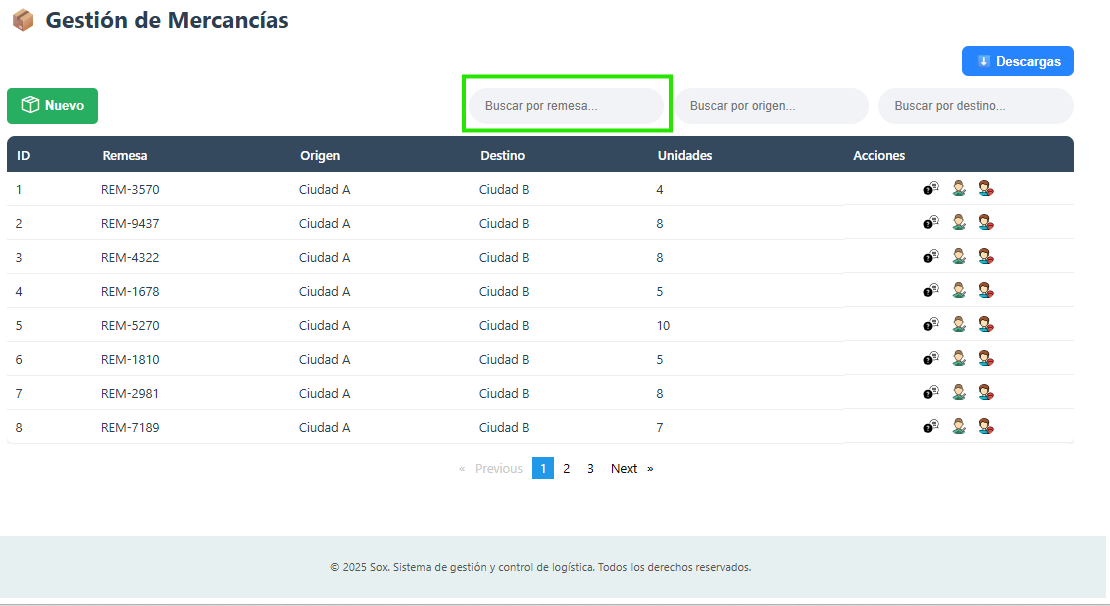 Gestión de Mercancías
Descargas
Nuevo
Buscar por remesa...
Buscar por origen...
Buscar por destino...
ID Remesa Origen Destino Unidades Acciones
1 REM-3570 Ciudad A Ciudad B 4
2 REM-9437 Ciudad A Ciudad B 8
3 REM-4322 Ciudad A Ciudad B 8
4 REM-1678 Ciudad A Ciudad B 5
5 REM-5270 Ciudad A Ciudad B 10
6 REM-1810 Ciudad A Ciudad B 5
7 REM-2981 Ciudad A Ciudad B 8
8 REM-7189 Ciudad A Ciudad B 7
« Previous 1 2 3 Next »
© 2025 Sox. Sistema de gestión y control de logística. Todos los derechos reservados.